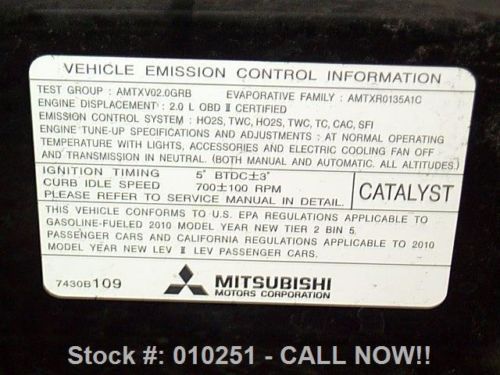 VEHICLE EMISSION CONTROL INFORMATION
TEST GROUP : AMTXV02.0GRB EVAPORATIVE FAMILY : AMTXR0135A1C
ENGINE DISPLACEMENT : 2.0 L OBD Ⅱ CERTIFIED
EMISSION CONTROL SYSTEM : HO2S, TWC, HO2S, TWC, TC, CAC, SFI
ENGINE TUNE-UP SPECIFICATIONS AND ADJUSTMENTS : AT NORMAL OPERATING
TEMPERATURE WITH LIGHTS, ACCESSORIES AND ELECTRIC COOLING FAN OFF
AND TRANSMISSION IN NEUTRAL. (BOTH MANUAL AND AUTOMATIC. ALL ALTITUDES.)
IGNITION TIMING 5° BTDC±3°
CURB IDLE SPEED 700±100 RPM
PLEASE REFER TO SERVICE MANUAL IN DETAIL.
CATALYST
THIS VEHICLE CONFORMS TO U.S. EPA REGULATIONS APPLICABLE TO
GASOLINE-FUELED 2010 MODEL YEAR NEW TIER 2 BIN 5
PASSENGER CARS AND CALIFORNIA REGULATIONS APPLICABLE TO 2010
MODEL YEAR NEW LEV Ⅱ LEV PASSENGER CARS.
7430B109
MITSUBISHI
MOTORS CORPORATION
Stock #: 010251 - CALL NOW!!